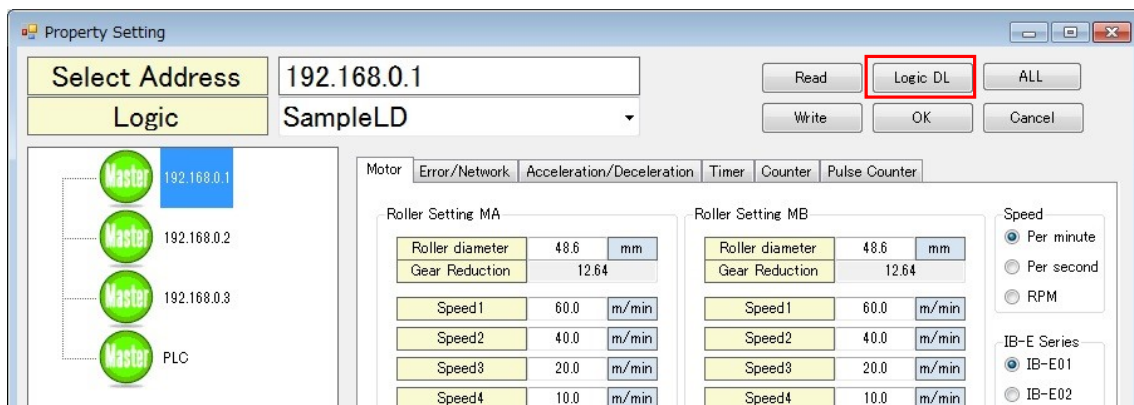 Property Setting
Select Address 192.168.0.1 Read Logic DL ALL
Logic SampleLD Write OK Cancel
Master 192.168.0.1
Master 192.168.0.2
Master 192.168.0.3
Master PLC
Motor Error/Network Acceleration/Deceleration Timer Counter Pulse Counter
Roller Setting MA
Roller diameter 48.6 mm
Gear Reduction 12.64
Speed1 60.0 m/min
Speed2 40.0 m/min
Speed3 20.0 m/min
Speed4 10.0 m/min
Roller Setting MB
Roller diameter 48.6 mm
Gear Reduction 12.64
Speed1 60.0 m/min
Speed2 40.0 m/min
Speed3 20.0 m/min
Speed4 10.0 m/min
Speed
Per minute
Per second
RPM
IB-E Series
IB-E01
IB-E02